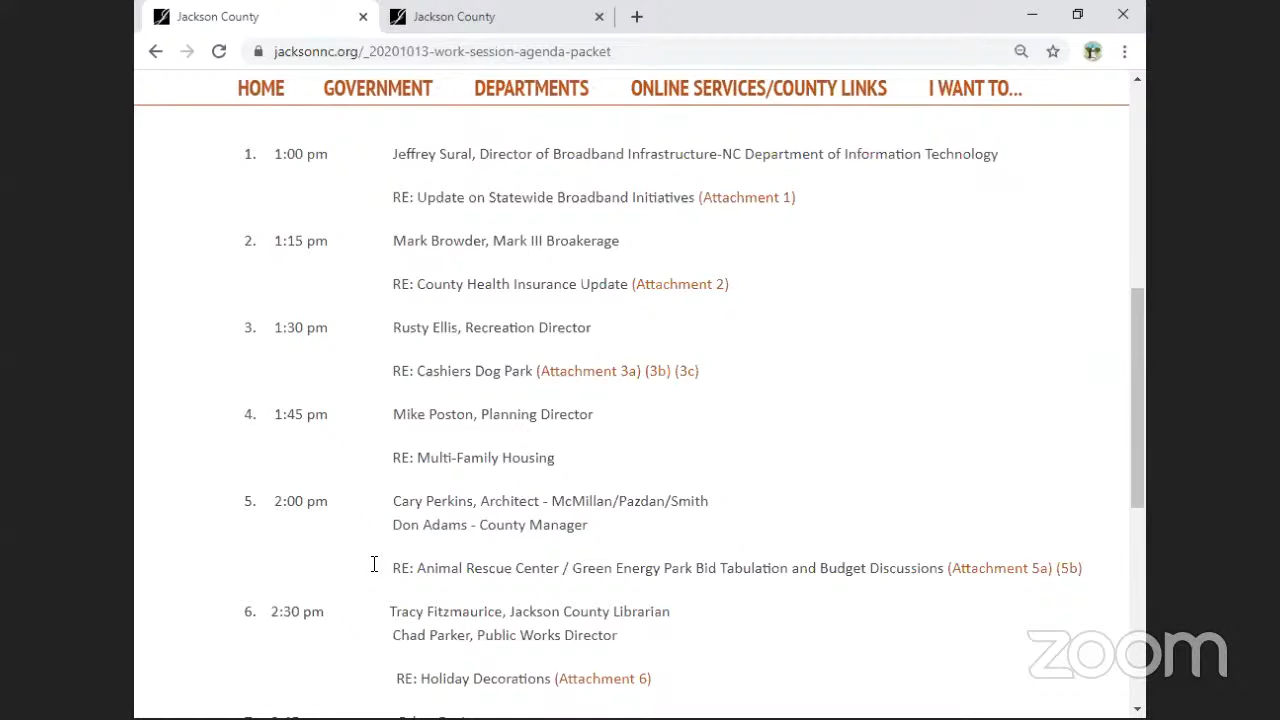 Jackson County
Jackson County
jacksonnc.org/_20201013-work-session-agenda-packet
HOME GOVERNMENT DEPARTMENTS ONLINE SERVICES/COUNTY LINKS I WANT TO...
1. 1:00 pm Jeffrey Sural, Director of Broadband Infrastructure-NC Department of Information Technology
RE: Update on Statewide Broadband Initiatives (Attachment 1)
2. 1:15 pm Mark Browder, Mark III Broakerage
RE: County Health Insurance Update (Attachment 2)
3. 1:30 pm Rusty Ellis, Recreation Director
RE: Cashiers Dog Park (Attachment 3a) (3b) (3c)
4. 1:45 pm Mike Poston, Planning Director
RE: Multi-Family Housing
5. 2:00 pm Cary Perkins, Architect - McMillan/Pazdan/Smith
Don Adams - County Manager
RE: Animal Rescue Center / Green Energy Park Bid Tabulation and Budget Discussions (Attachment 5a) (5b)
6. 2:30 pm Tracy Fitzmaurice, Jackson County Librarian
Chad Parker, Public Works Director
RE: Holiday Decorations (Attachment 6)
zoom